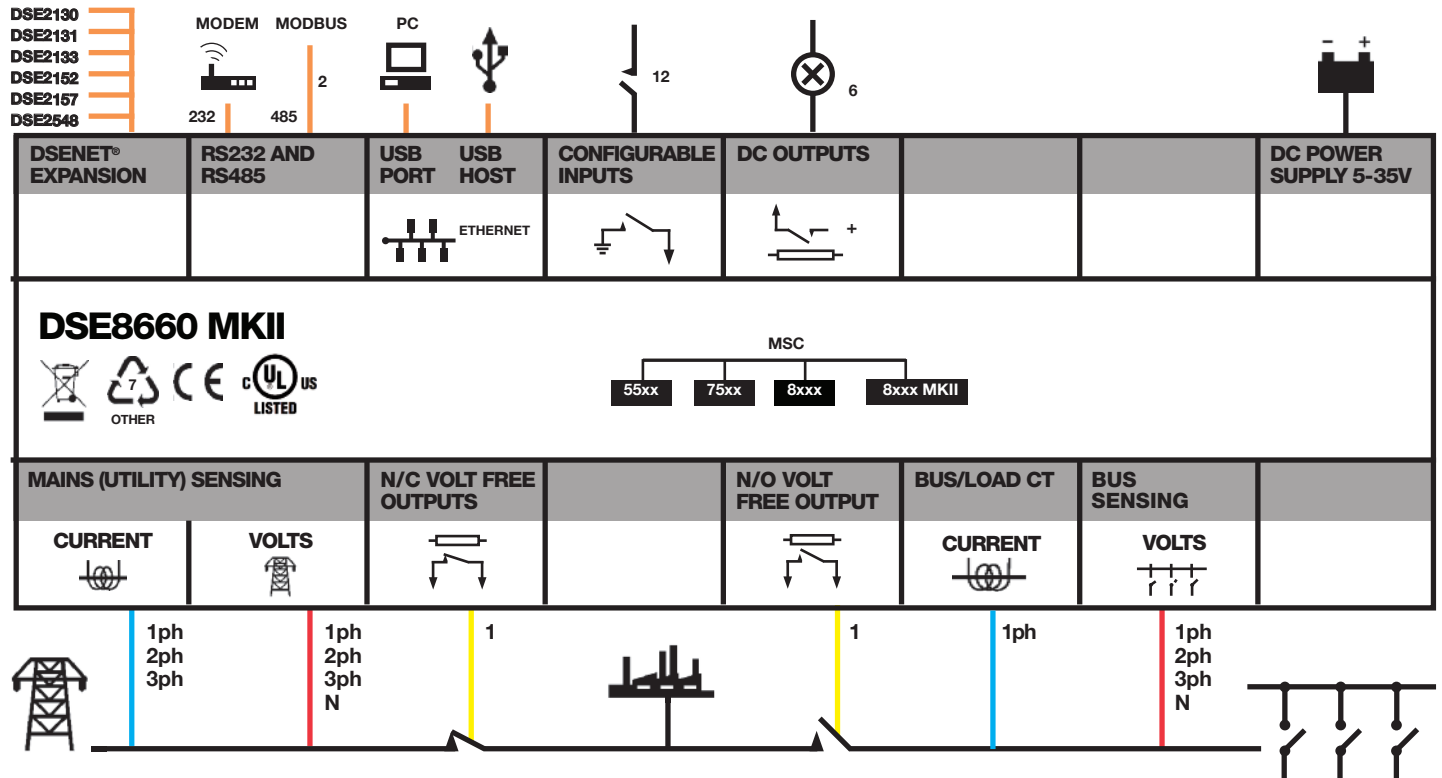 DSE2130
DSE2131
DSE2133
DSE2152
DSE2157
DSE2548
MODEM
MODBUS
PC
2
12
6
- +
232
485
DSENET®
EXPANSION
RS232 AND
RS485
USB
PORT
USB
HOST
CONFIGURABLE
INPUTS
DC OUTPUTS
DC POWER
SUPPLY 5-35V
ETHERNET
+
DSE8660 MKII
7
OTHER
CE
C UL US
LISTED
MSC
55xx
75xx
8xxx
8xxx MKII
MAINS (UTILITY) SENSING
N/C VOLT FREE
OUTPUTS
N/O VOLT
FREE OUTPUT
BUS/LOAD CT
BUS
SENSING
CURRENT
VOLTS
CURRENT
VOLTS
1ph
2ph
3ph
1ph
2ph
3ph
N
1
1
1ph
1ph
2ph
3ph
N